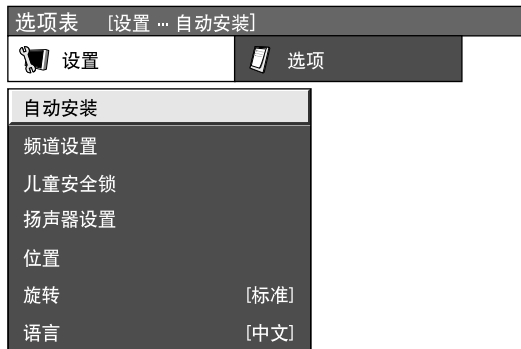 选项表 [设置 … 自动安装]
设置 选项
自动安装
频道设置
儿童安全锁
扬声器设置
位置
旋转 [标准]
语言 [中文]